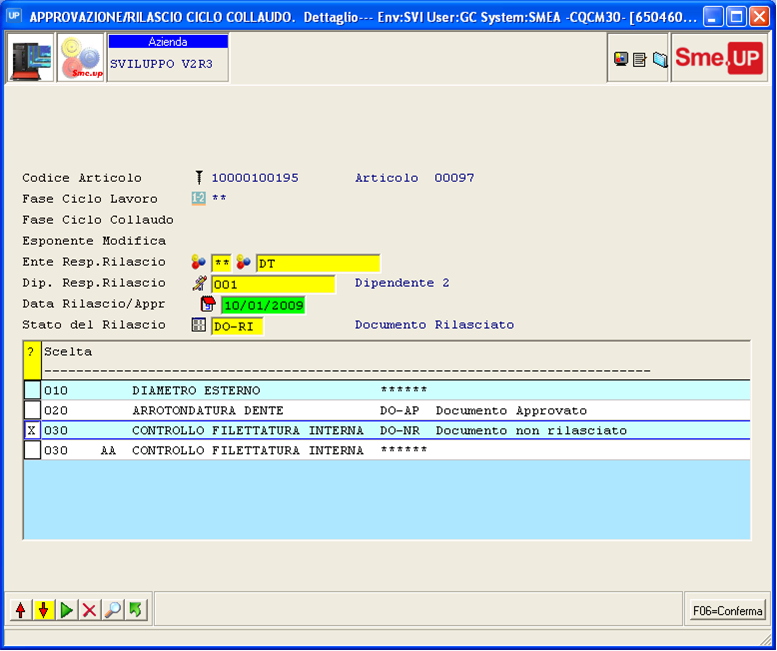 UP APPROVAZIONE/RILASCIO CICLO COLLAUDO. Dettaglio--- Env:SVI User:GC System:SMEA -CQCM30- [650460...
Sme.up
Azienda
SVILUPPO V2R3
Sme.UP
Codice Articolo 10000100195 Articolo 00097
Fase Ciclo Lavoro **
Fase Ciclo Collaudo
Esponente Modifica
Ente Resp.Rilascio ** DT
Dip. Resp.Rilascio 001 Dipendente 2
Data Rilascio/Appr 10/01/2009
Stato del Rilascio DO-RI Documento Rilasciato
? Scelta
----------------------------------------------------------------------------
010 DIAMETRO ESTERNO ******
020 ARROTONDATURA DENTE DO-AP Documento Approvato
X 030 CONTROLLO FILETTATURA INTERNA DO-NR Documento non rilasciato
030 AA CONTROLLO FILETTATURA INTERNA ******
F06=Conferma